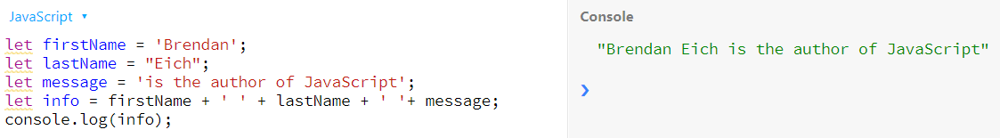 JavaScript
let firstName = 'Brendan';
let lastName = "Eich";
let message = 'is the author of JavaScript';
let info = firstName + ' ' + lastName + ' '+ message;
console.log(info);
Console
"Brendan Eich is the author of JavaScript"